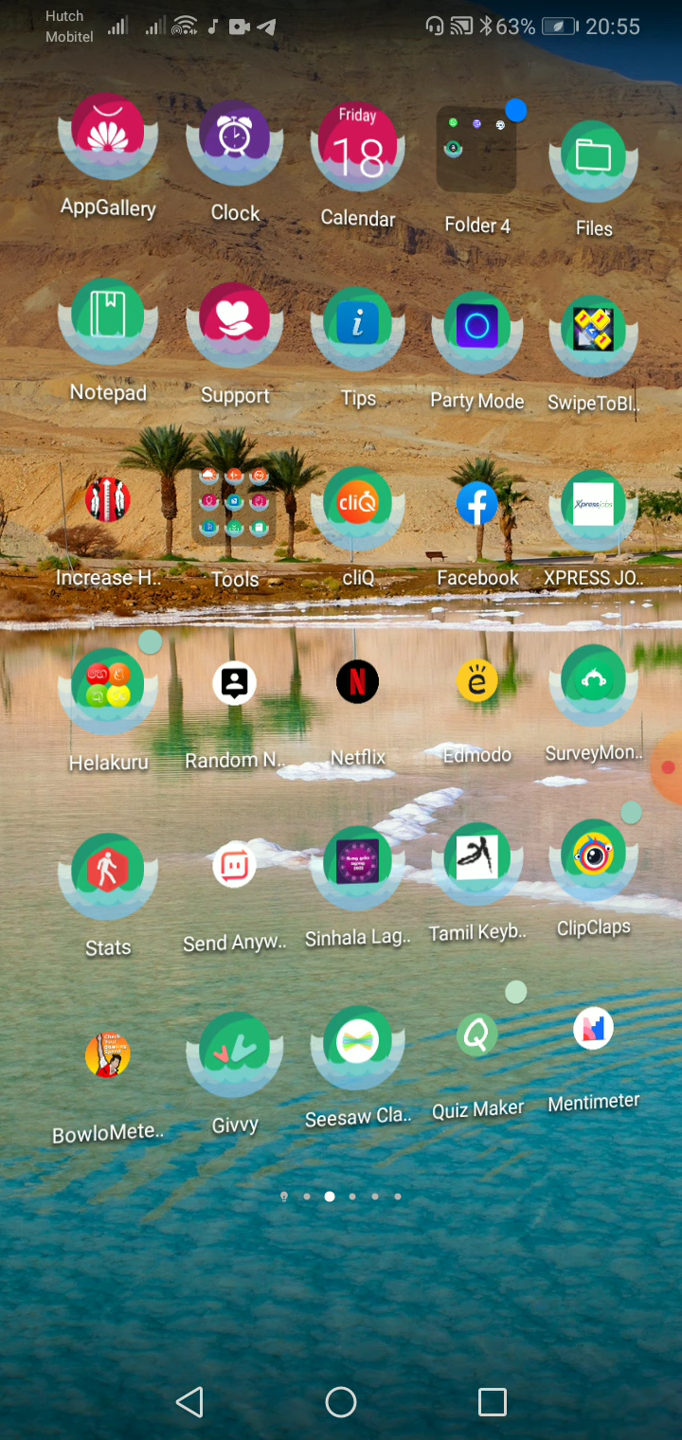 Hutch
Mobitel
63% 20:55
Friday
18
AppGallery
Clock
Calendar
Folder 4
Files
Notepad
Support
Tips
Party Mode
SwipeToBl..
cliQ
Xpressjobs
Increase H..
Tools
cliQ
Facebook
XPRESS JO..
හෙ ළ
කු රු
Helakuru
Random N..
Netflix
Edmodo
SurveyMon..
Stats
Send Anyw..
Sinhala Lag..
Tamil Keyb..
ClipClaps
BowloMete..
Givvy
Seesaw Cla..
Quiz Maker
Mentimeter